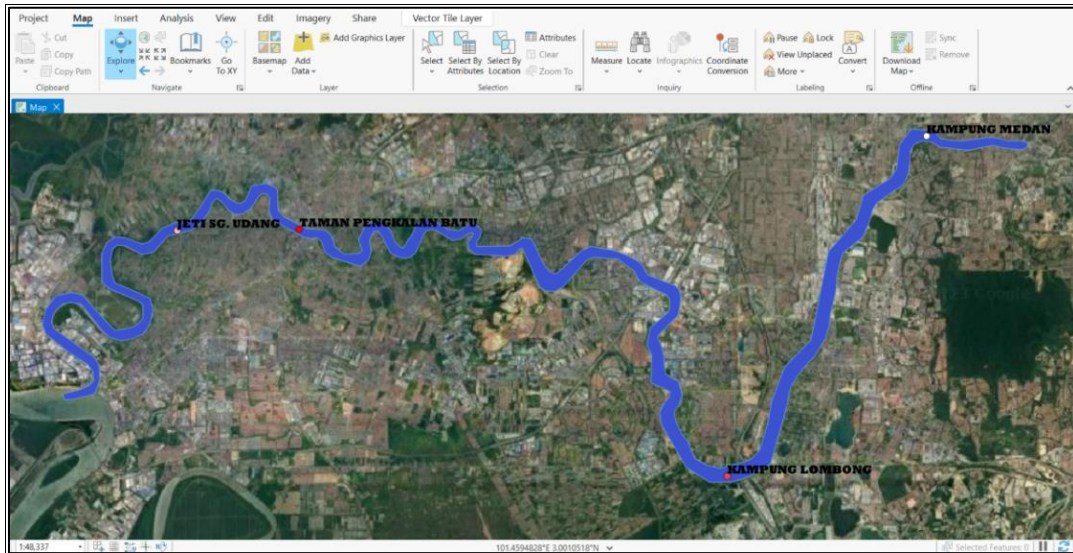 Project Map Insert Analysis View Edit Imagery Share Vector Tile Layer
Cut
Copy
Copy Path
Paste
Clipboard
Explore
Bookmarks
Go To XY
Navigate
Basemap
Add Data
Add Graphics Layer
Layer
Select
Select By Attributes
Select By Location
Attributes
Clear
Zoom To
Selection
Measure
Locate
Infographics
Coordinate Conversion
Inquiry
Pause Lock
View Unplaced
More
Convert
Labeling
Download Map
Sync
Remove
Offline
Map
KAMPUNG MEDAN
JETI SG. UDANG
TAMAN PENGKALAN BATU
KAMPUNG LOMBONG
1:48,337
101.4594828°E 3.0010518°N
Selected Features: 0